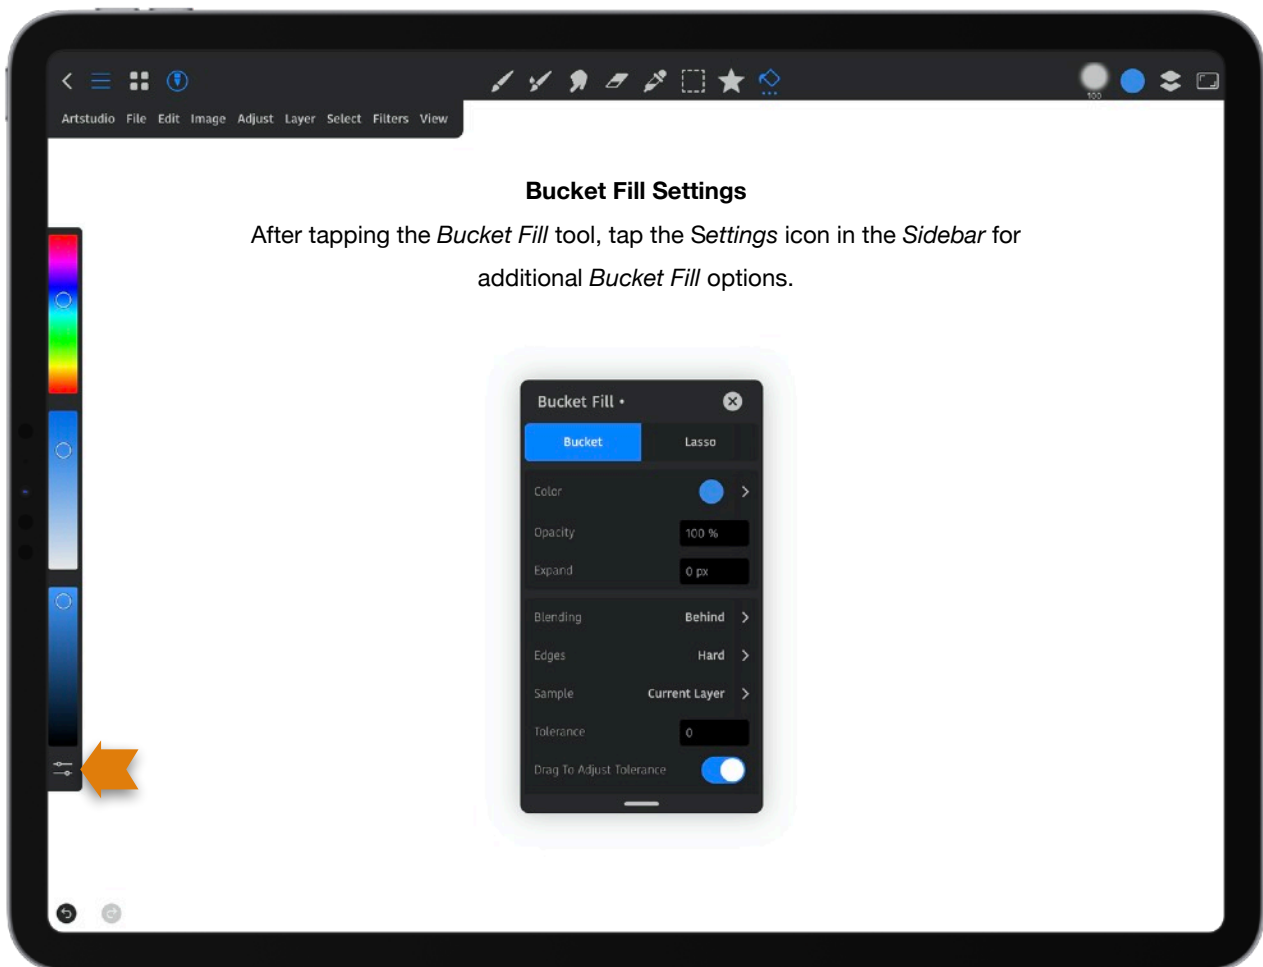 100
Artstudio File Edit Image Adjust Layer Select Filters View
Bucket Fill Settings
After tapping the Bucket Fill tool, tap the Settings icon in the Sidebar for
additional Bucket Fill options.
Bucket Fill •
Bucket Lasso
Color
Opacity 100 %
Expand 0 px
Blending Behind
Edges Hard
Sample Current Layer
Tolerance 0
Drag To Adjust Tolerance